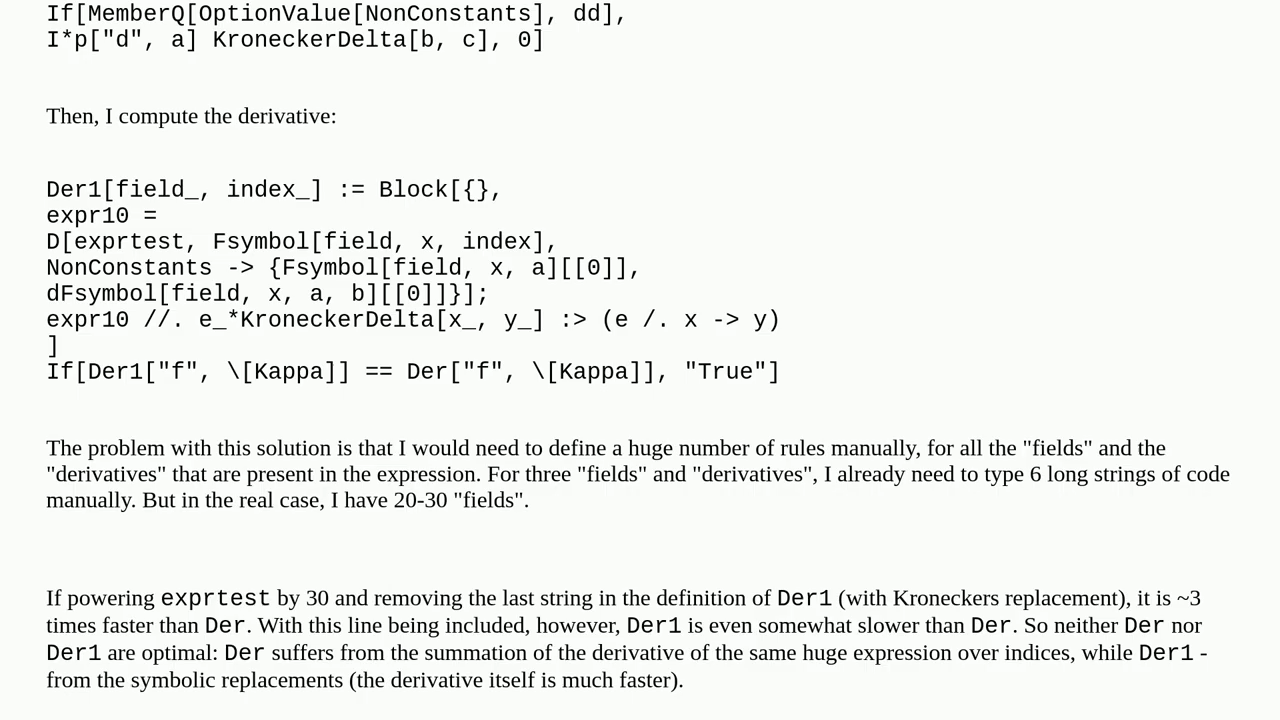 If[MemberQ[OptionValue[NonConstants], dd],
I*p["d", a] KroneckerDelta[b, c], 0]
Then, I compute the derivative:
Der1[field_, index_] := Block[{},
expr10 =
D[exprtest, Fsymbol[field, x, index],
NonConstants -> {Fsymbol[field, x, a][[0]],
dFsymbol[field, x, a, b][[0]]}];
expr10 //. e_*KroneckerDelta[x_, y_] :> (e /. x -> y)
]
If[Der1["f", \[Kappa]] == Der["f", \[Kappa]], "True"]
The problem with this solution is that I would need to define a huge number of rules manually, for all the "fields" and the
"derivatives" that are present in the expression. For three "fields" and "derivatives", I already need to type 6 long strings of code
manually. But in the real case, I have 20-30 "fields".
If powering exprtest by 30 and removing the last string in the definition of Der1 (with Kroneckers replacement), it is ~3
times faster than Der. With this line being included, however, Der1 is even somewhat slower than Der. So neither Der nor
Der1 are optimal: Der suffers from the summation of the derivative of the same huge expression over indices, while Der1 -
from the symbolic replacements (the derivative itself is much faster).